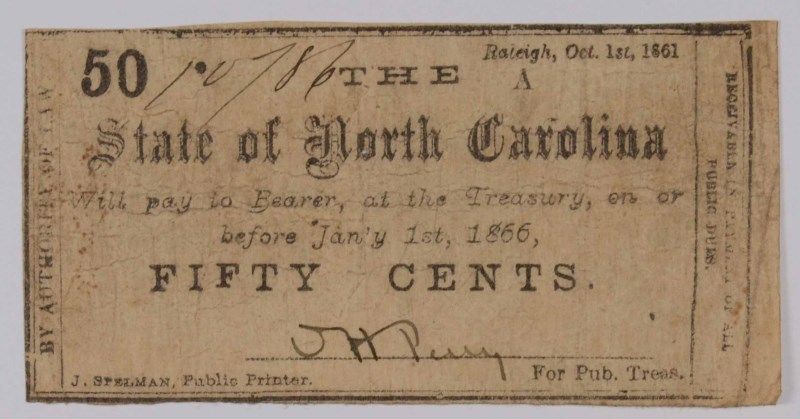 50
Raleigh, Oct. 1st, 1861
THE A
State of North Carolina
Will pay to Bearer, at the Treasury, on or
before Jan'y 1st, 1866,
FIFTY CENTS.
J H Perry
J. SPELMAN, Public Printer.
For Pub. Treas.
BY AUTHORITY OF LAW
RECEIVABLE IN PAYMENT OF ALL
PUBLIC DUES.